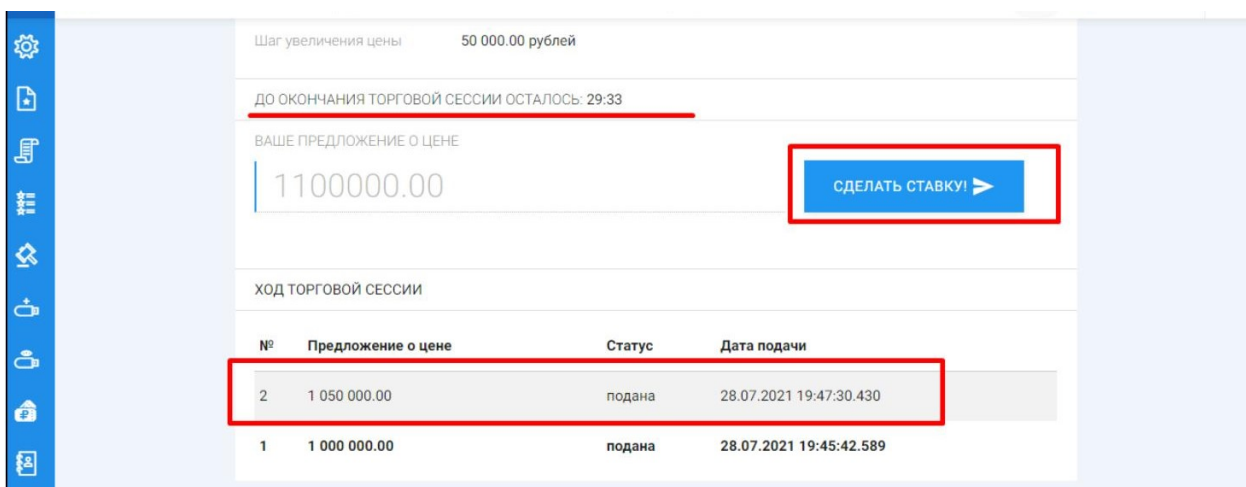 Шаг увеличения цены 50 000.00 рублей
ДО ОКОНЧАНИЯ ТОРГОВОЙ СЕССИИ ОСТАЛОСЬ: 29:33
ВАШЕ ПРЕДЛОЖЕНИЕ О ЦЕНЕ
1100000.00 СДЕЛАТЬ СТАВКУ!
ХОД ТОРГОВОЙ СЕССИИ
№ Предложение о цене Статус Дата подачи
2 1 050 000.00 подана 28.07.2021 19:47:30.430
1 1 000 000.00 подана 28.07.2021 19:45:42.589